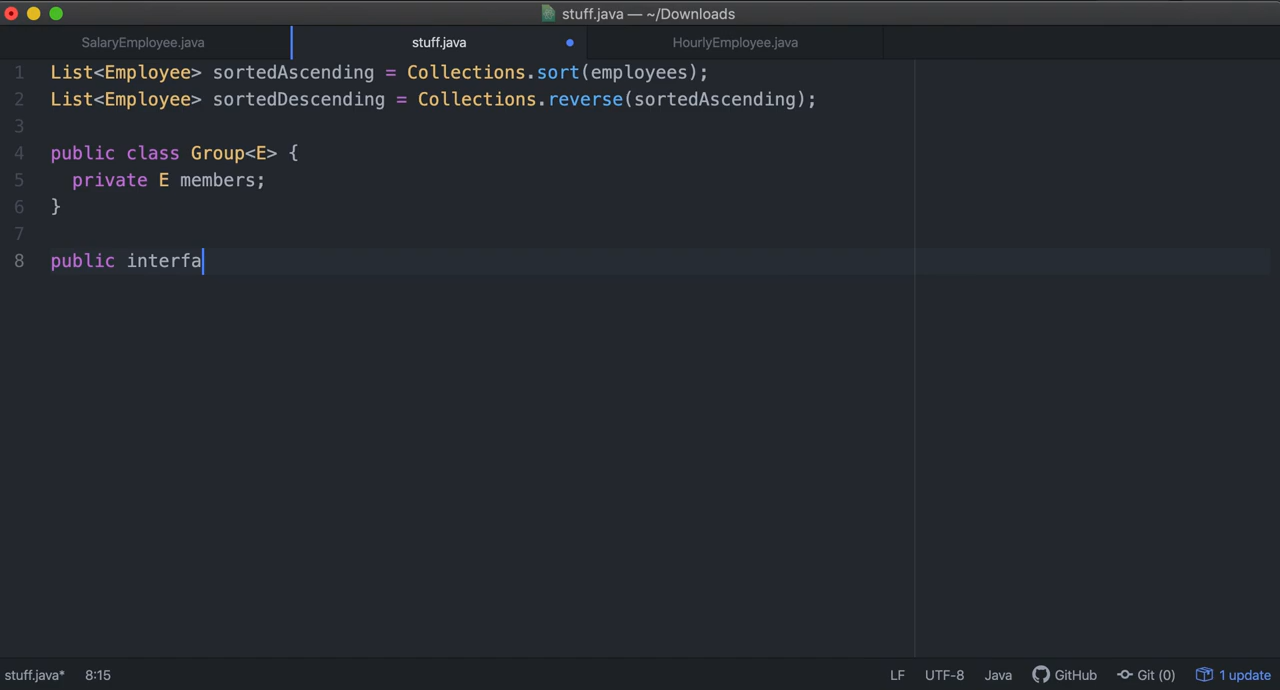 stuff.java — ~/Downloads
SalaryEmployee.java
stuff.java
HourlyEmployee.java
1 List<Employee> sortedAscending = Collections.sort(employees);
2 List<Employee> sortedDescending = Collections.reverse(sortedAscending);
3
4 public class Group<E> {
5   private E members;
6 }
7
8 public interfa
stuff.java* 8:15 LF UTF-8 Java GitHub Git (0) 1 update